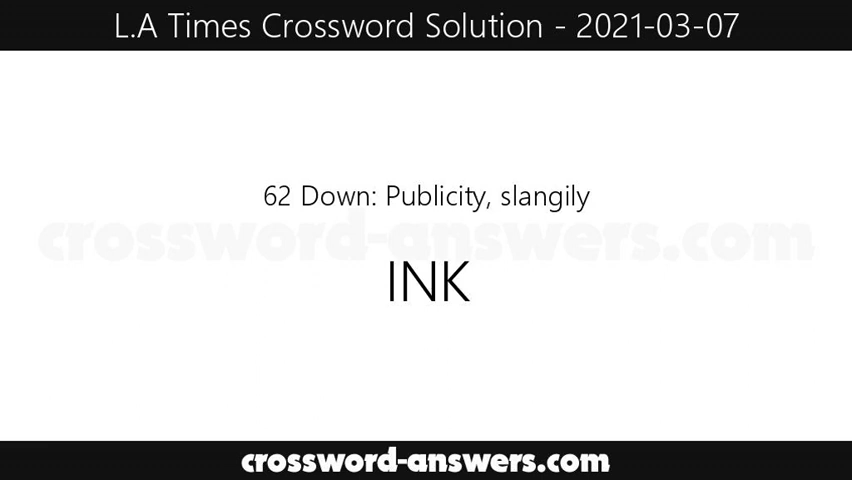 L.A Times Crossword Solution - 2021-03-07
62 Down: Publicity, slangily
crossword-answers.com
INK
crossword-answers.com